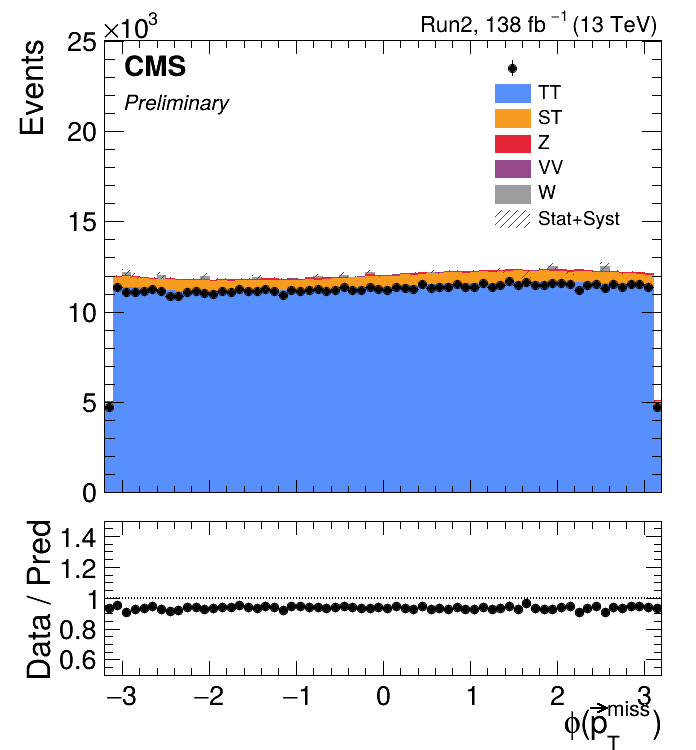 ×10³ Run2, 138 fb⁻¹ (13 TeV)
CMS
Preliminary
Events
TT
ST
Z
VV
W
Stat+Syst
25
20
15
10
5
0
Data / Pred
1.4
1.2
1
0.8
0.6
−3 −2 −1 0 1 2 3
ϕ(p⃗_T^miss)